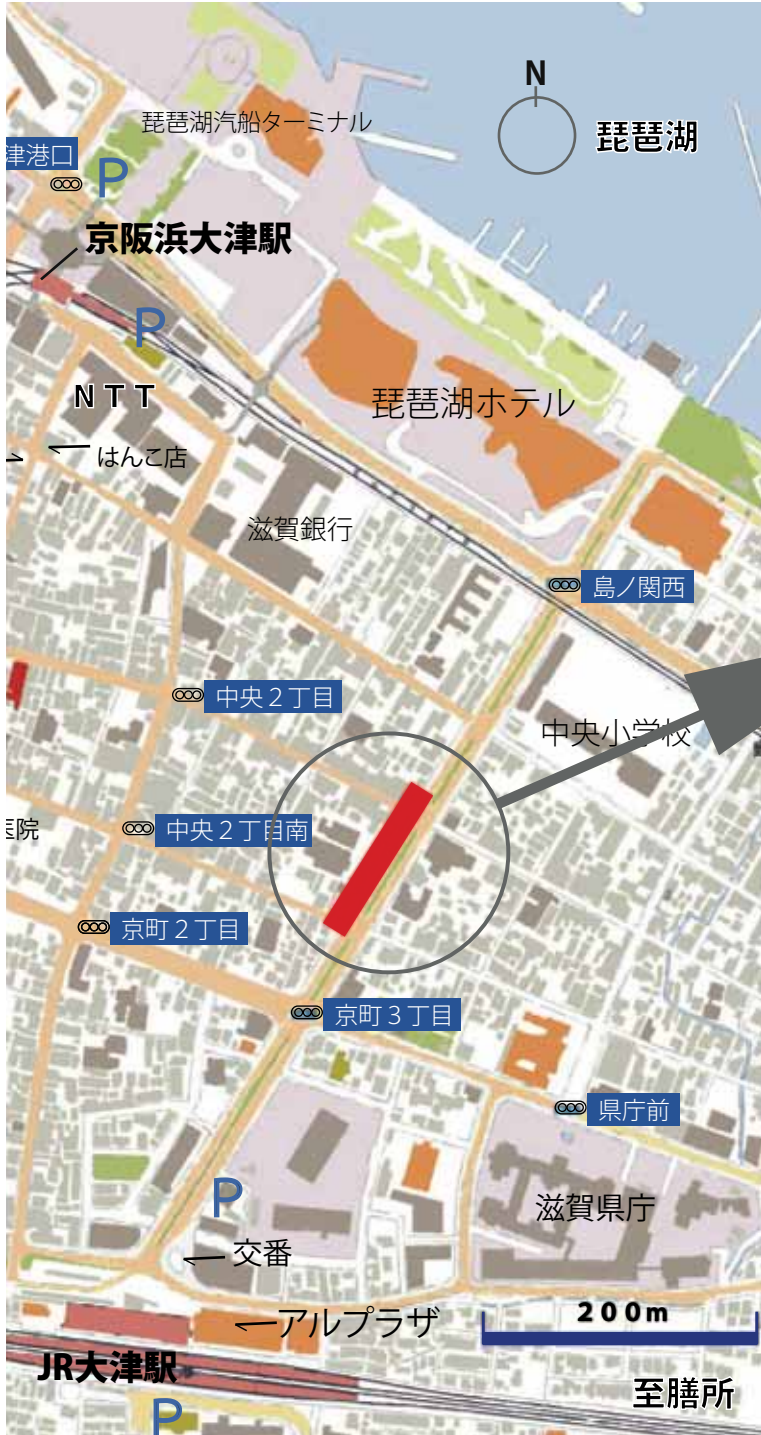 N
琵琶湖
琵琶湖汽船ターミナル
津港口
P
京阪浜大津駅
P
NTT
琵琶湖ホテル
はんこ店
滋賀銀行
島ノ関西
中央2丁目
中央小学校
中央2丁目南
医院
京町2丁目
京町3丁目
県庁前
P
滋賀県庁
交番
200m
アルプラザ
JR大津駅
至膳所
P